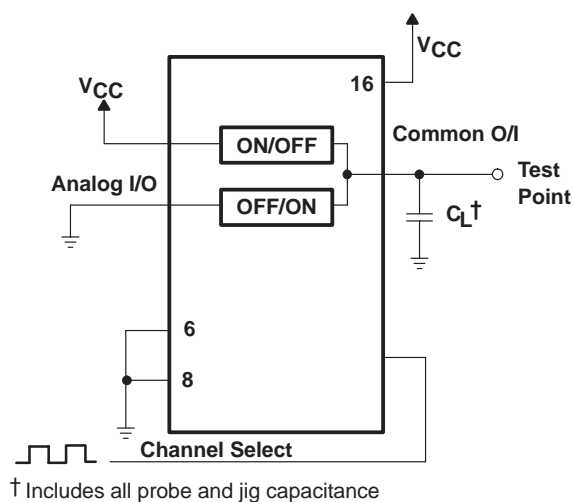 VCC
16
VCC
ON/OFF
Common O/I
Analog I/O
OFF/ON
Test
Point
CL†
6
8
Channel Select
† Includes all probe and jig capacitance